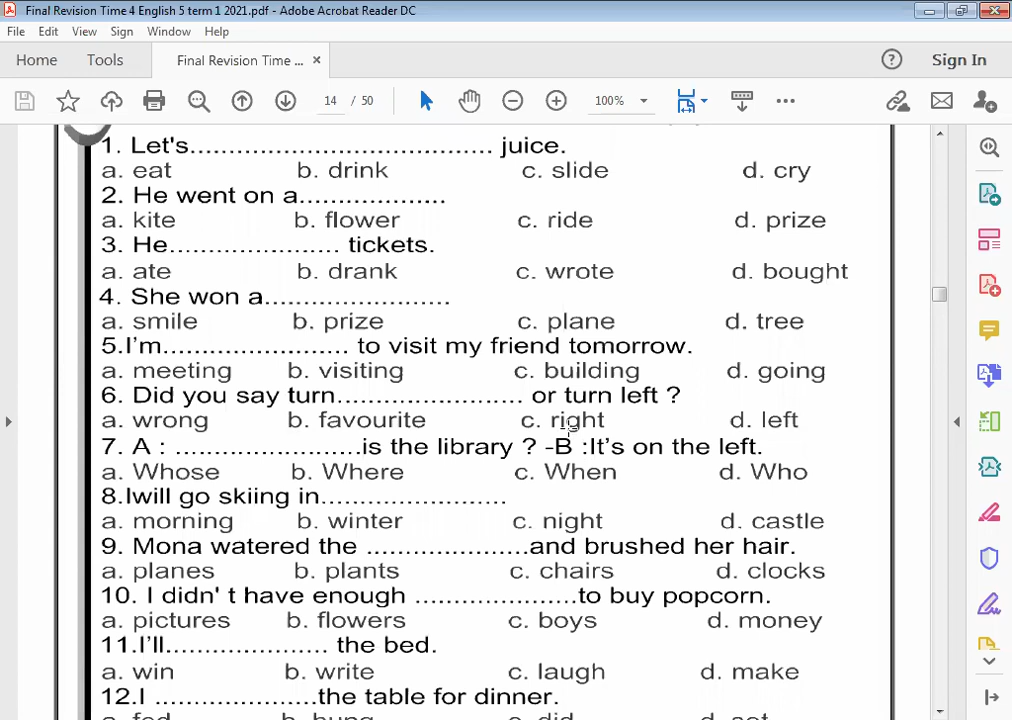 Final Revision Time 4 English 5 term 1 2021.pdf - Adobe Acrobat Reader DC
File Edit View Sign Window Help
Home Tools Final Revision Time ... × Sign In
14 / 50 100%
1. Let's....................................... juice.
a. eat b. drink c. slide d. cry
2. He went on a...................
a. kite b. flower c. ride d. prize
3. He...................... tickets.
a. ate b. drank c. wrote d. bought
4. She won a........................
a. smile b. prize c. plane d. tree
5.I'm........................ to visit my friend tomorrow.
a. meeting b. visiting c. building d. going
6. Did you say turn........................ or turn left ?
a. wrong b. favourite c. right d. left
7. A : ........................is the library ? -B :It's on the left.
a. Whose b. Where c. When d. Who
8.Iwill go skiing in........................
a. morning b. winter c. night d. castle
9. Mona watered the .....................and brushed her hair.
a. planes b. plants c. chairs d. clocks
10. I didn' t have enough .....................to buy popcorn.
a. pictures b. flowers c. boys d. money
11.I'll..................... the bed.
a. win b. write c. laugh d. make
12.I .....................the table for dinner.
a. fed b. hung c. did d. set